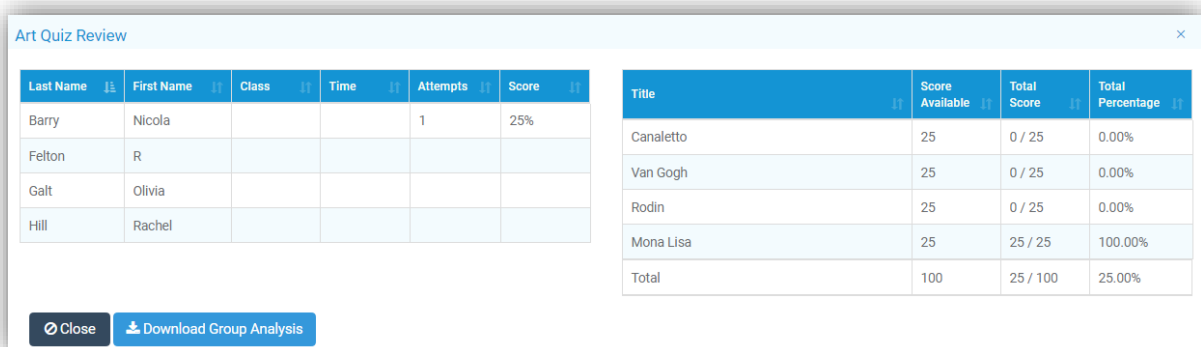 Art Quiz Review ×
Last Name First Name Class Time Attempts Score
Barry Nicola 1 25%
Felton R
Galt Olivia
Hill Rachel
Title Score Available Total Score Total Percentage
Canaletto 25 0 / 25 0.00%
Van Gogh 25 0 / 25 0.00%
Rodin 25 0 / 25 0.00%
Mona Lisa 25 25 / 25 100.00%
Total 100 25 / 100 25.00%
Close Download Group Analysis